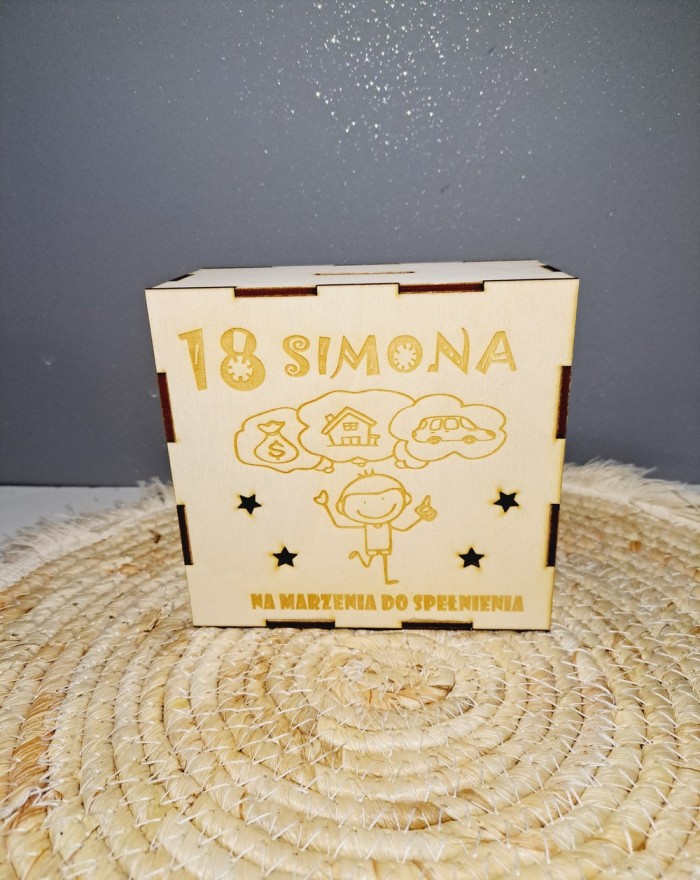 18 SIMONA
$
NA MARZENIA DO SPEŁNIENIA